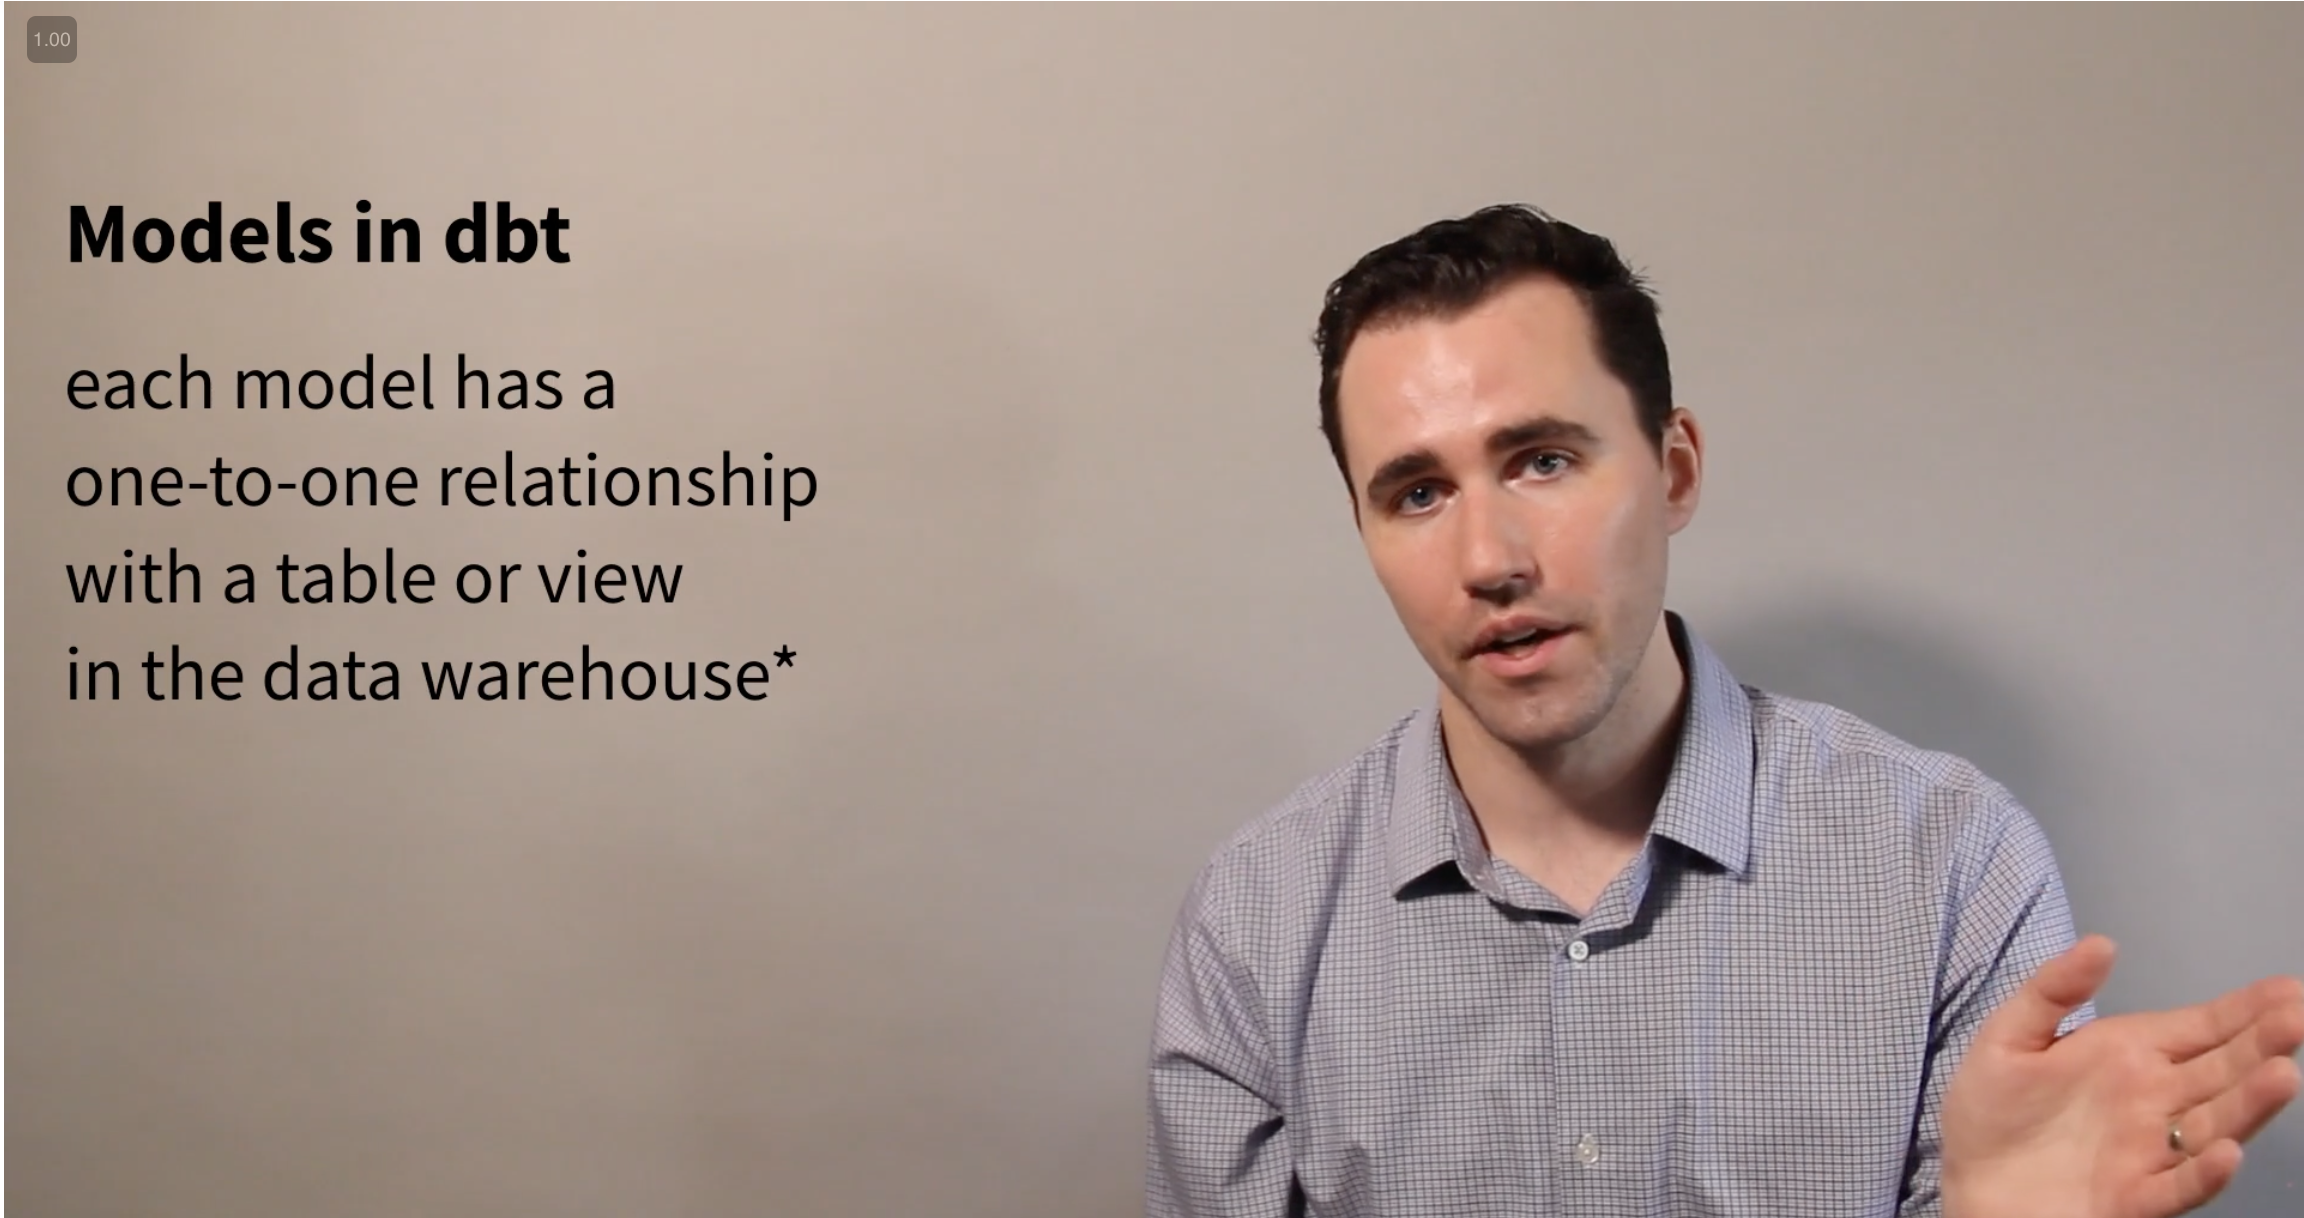 1.00
Models in dbt
each model has a
one-to-one relationship
with a table or view
in the data warehouse*